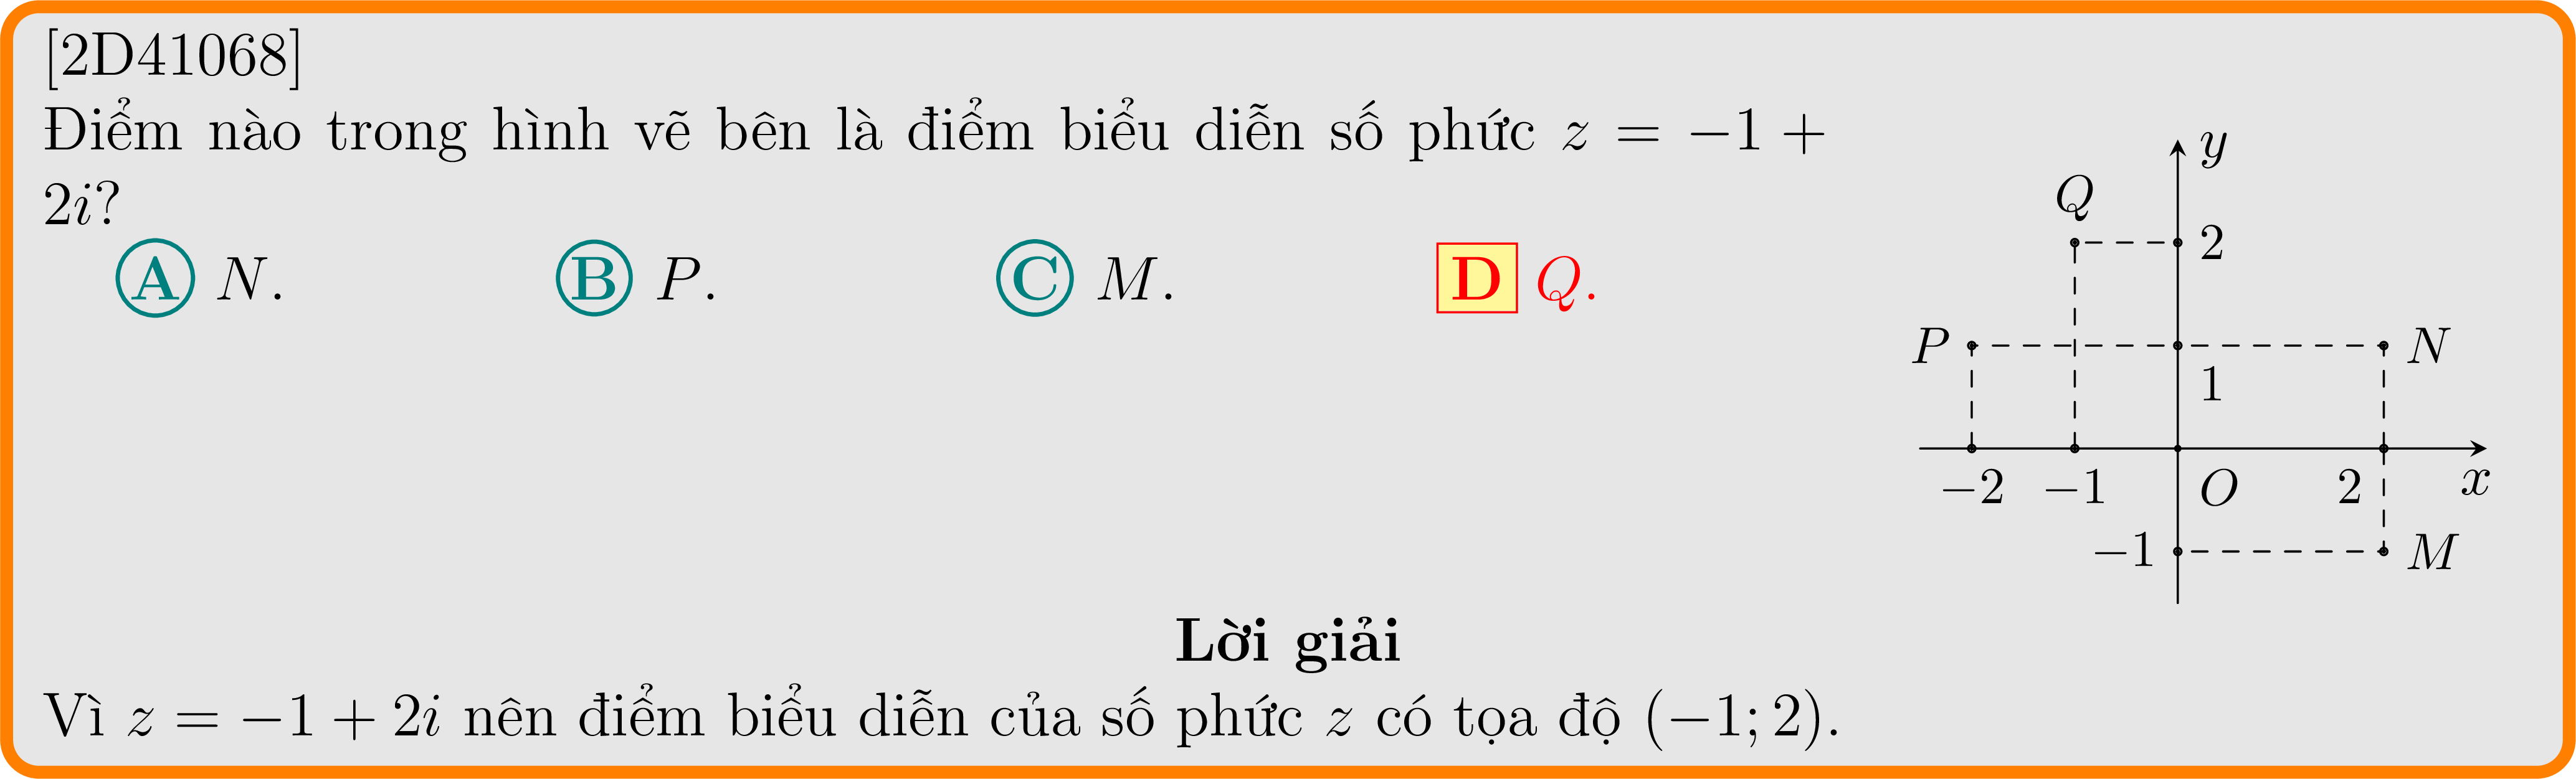 [2D41068]
Điểm nào trong hình vẽ bên là điểm biểu diễn số phức z = −1 +
2i?
A N.
B P.
C M.
D Q.
y
Q
2
P
N
1
−2
−1
O
2
x
−1
M
Lời giải
Vì z = −1 + 2i nên điểm biểu diễn của số phức z có tọa độ (−1; 2).